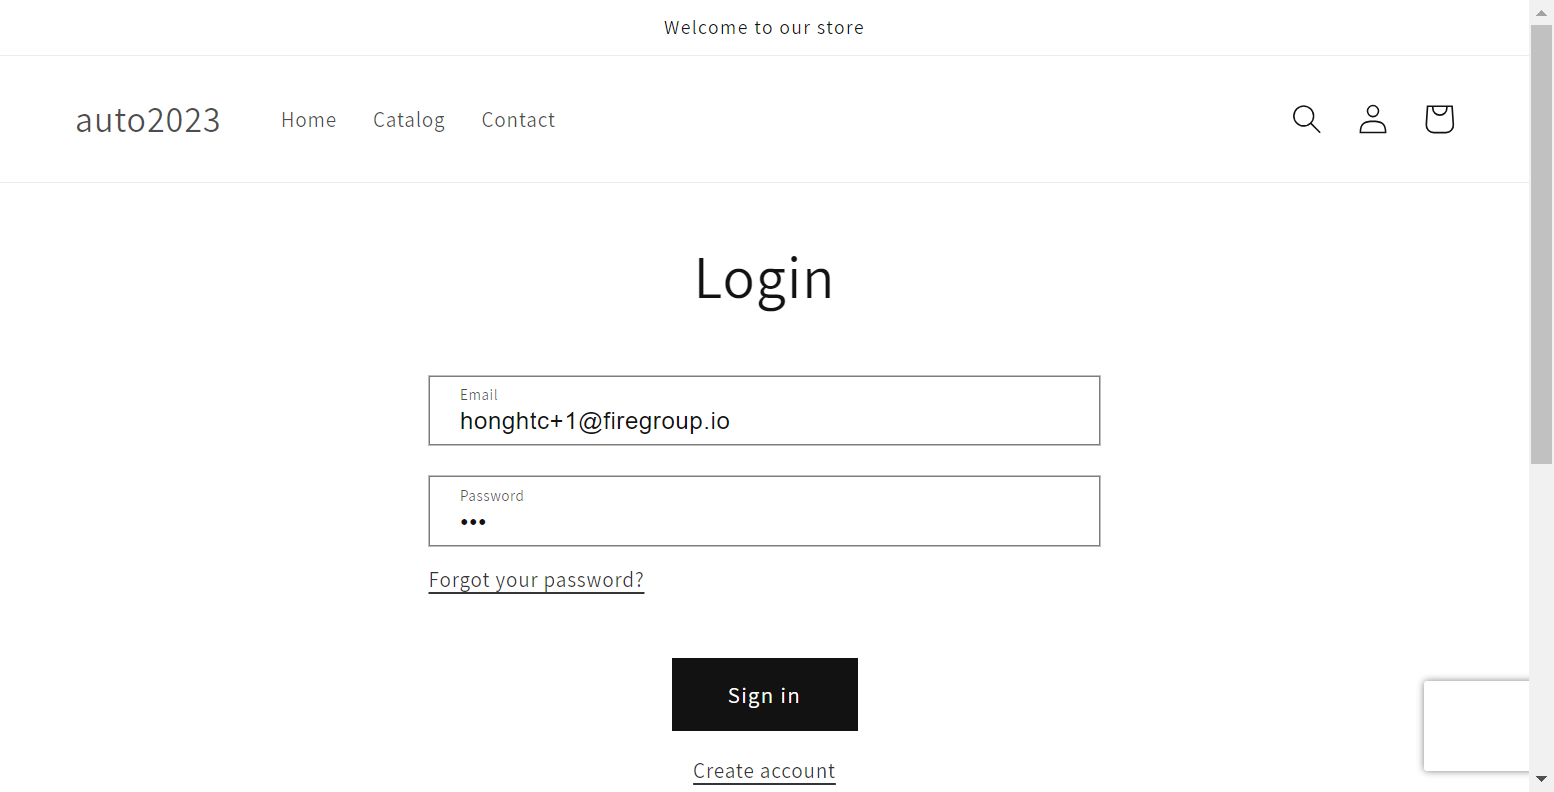 Welcome to our store
auto2023
Home
Catalog
Contact
Login
Email
honghtc+1@firegroup.io
Password
•••
Forgot your password?
Sign in
Create account